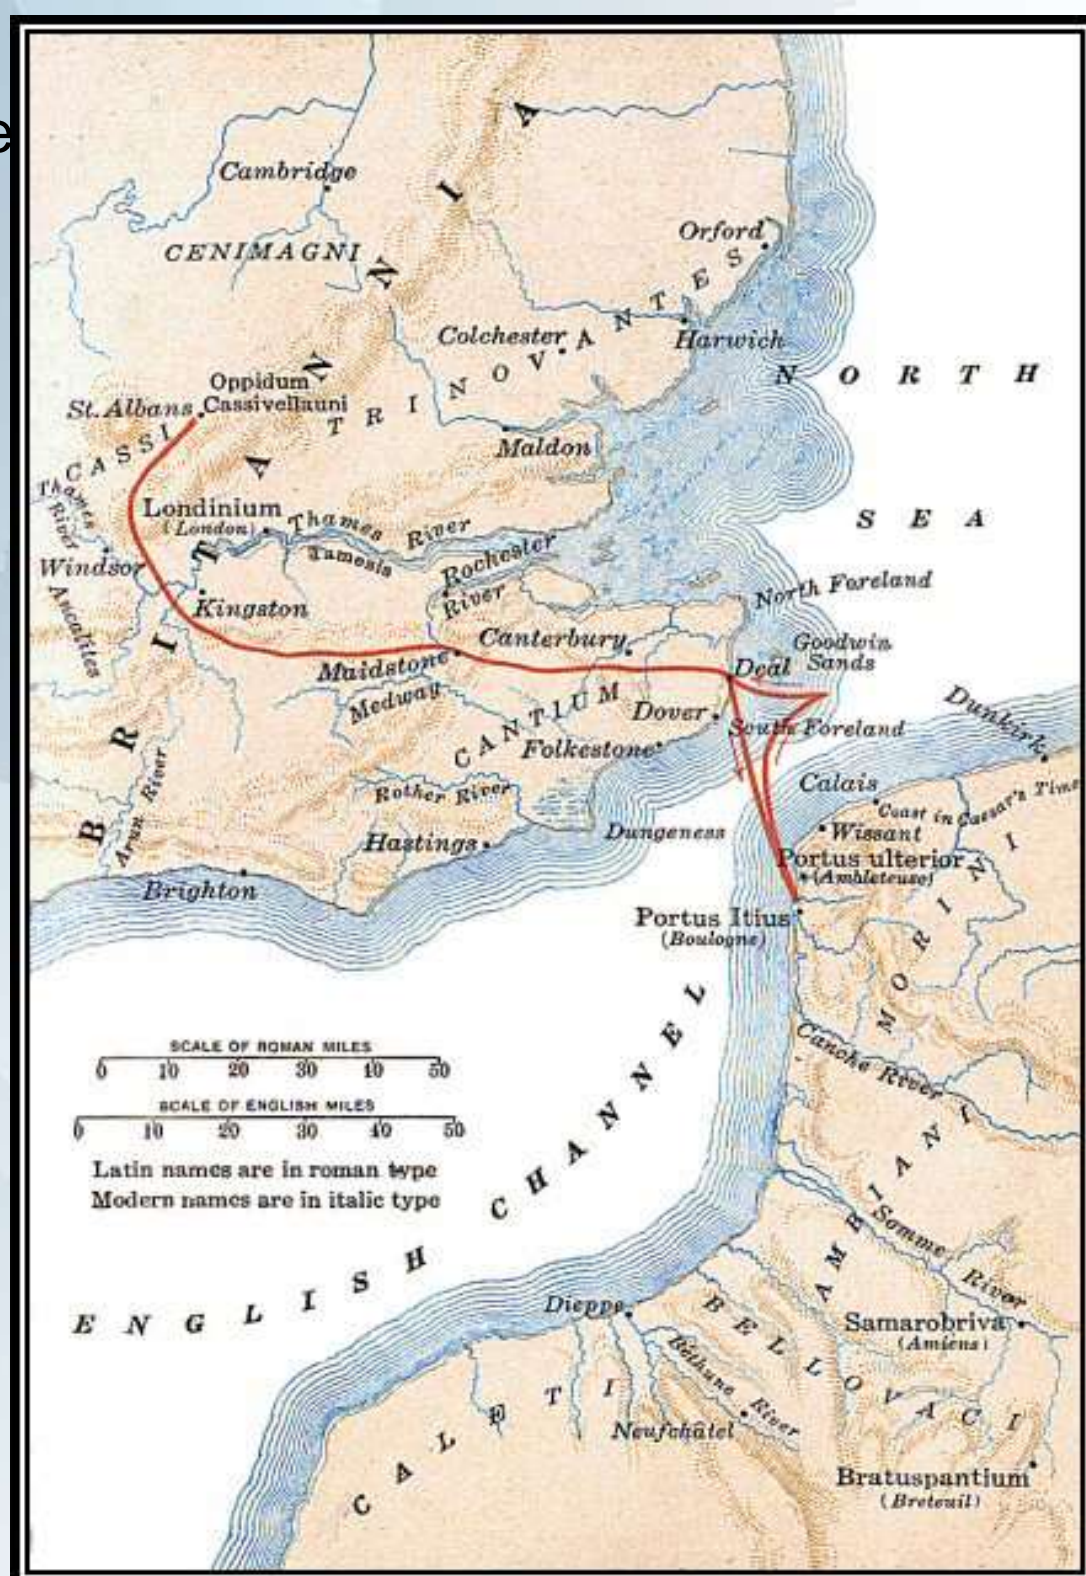 e
Cambridge
CENIMAGNI
BRITANNIA
Orford
TRINOVANTES
Colchester
Harwich
NORTH
SEA
Oppidum
Cassivellauni
St. Albans
CASSI
Maldon
Thames
River
Londinium
(London)
Thames River
Tamesis
Windsor
Ancalites
Kingston
Rochester
River
North Foreland
Canterbury
Goodwin
Sands
Maidstone
Deal
Medway
CANTIUM
Dover
South Foreland
Dunkirk
Folkestone
Calais
Coast in Caesar's Time
Arun River
Rother River
Wissant
Hastings
Dungeness
Portus ulterior
(Ambleteuse)
Brighton
Portus Itius
(Boulogne)
MORINI
SCALE OF ROMAN MILES
0 10 20 30 40 50
SCALE OF ENGLISH MILES
0 10 20 30 40 50
Latin names are in roman type
Modern names are in italic type
ENGLISH CHANNEL
Canche River
AMBIANI
Somme River
Dieppe
BELLOVACI
Samarobriva
(Amiens)
Béthune River
CALETI
Neufchâtel
Bratuspantium
(Breteuil)